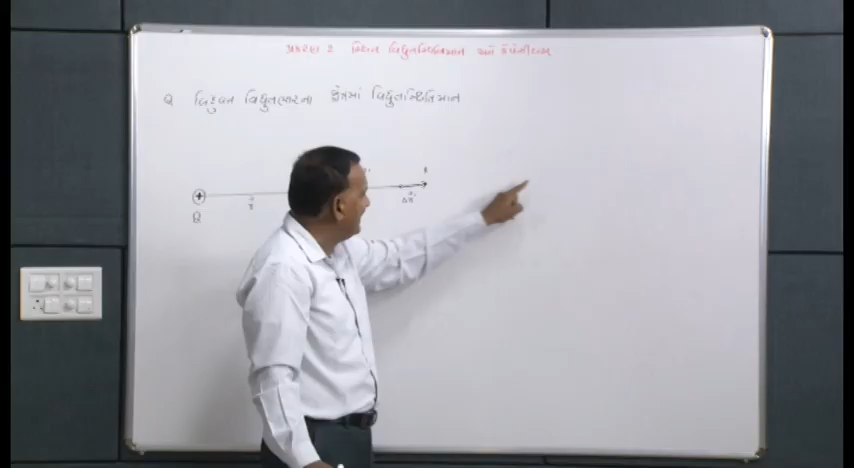 પ્રકરણ 2 સ્થિત વિદ્યુતસ્થિતિમાન અને કેપેસીટન્સ
Q બિંદુવત વિદ્યુતભારના ક્ષેત્રમાં વિદ્યુતસ્થિતિમાન
+
Q